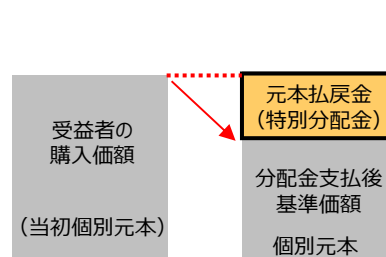 受益者の
購入価額
（当初個別元本）
元本払戻金
（特別分配金）
分配金支払後
基準価額
個別元本